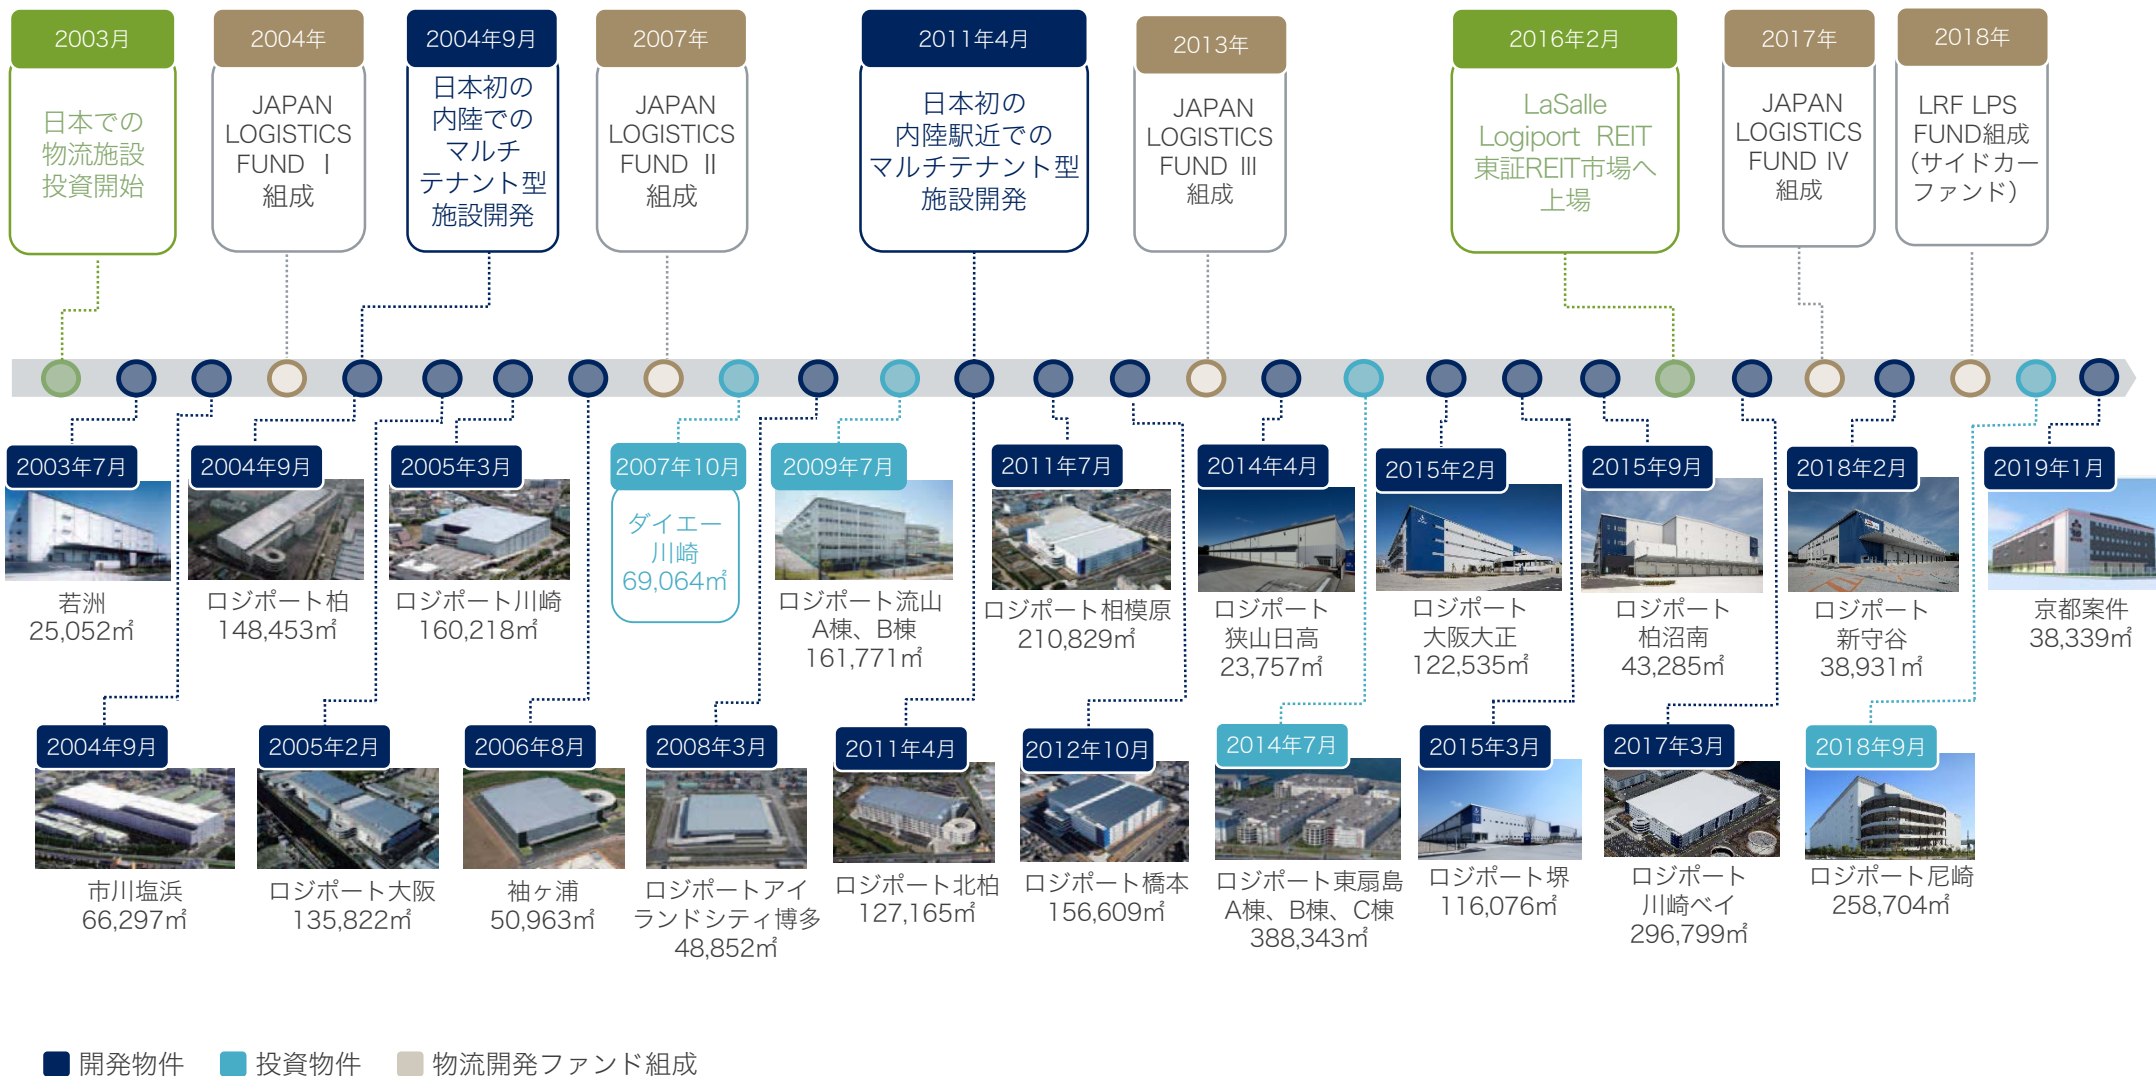 2003月
日本での
物流施設
投資開始
2004年
JAPAN
LOGISTICS
FUND Ⅰ
組成
2004年9月
日本初の
内陸での
マルチ
テナント型
施設開発
2007年
JAPAN
LOGISTICS
FUND Ⅱ
組成
2011年4月
日本初の
内陸駅近での
マルチテナント型
施設開発
2013年
JAPAN
LOGISTICS
FUND Ⅲ
組成
2016年2月
LaSalle
Logiport REIT
東証REIT市場へ
上場
2017年
JAPAN
LOGISTICS
FUND Ⅳ
組成
2018年
LRF LPS
FUND組成
（サイドカー
ファンド）
2003年7月
若洲
25,052㎡
2004年9月
ロジポート柏
148,453㎡
2005年3月
ロジポート川崎
160,218㎡
2007年10月
ダイエー
川崎
69,064㎡
2009年7月
ロジポート流山
A棟、B棟
161,771㎡
2011年7月
ロジポート相模原
210,829㎡
2014年4月
ロジポート
狭山日高
23,757㎡
2015年2月
ロジポート
大阪大正
122,535㎡
2015年9月
ロジポート
柏沼南
43,285㎡
2018年2月
ロジポート
新守谷
38,931㎡
2019年1月
京都案件
38,339㎡
2004年9月
市川塩浜
66,297㎡
2005年2月
ロジポート大阪
135,822㎡
2006年8月
袖ヶ浦
50,963㎡
2008年3月
ロジポートアイ
ランドシティ博多
48,852㎡
2011年4月
ロジポート北柏
127,165㎡
2012年10月
ロジポート橋本
156,609㎡
2014年7月
ロジポート東扇島
A棟、B棟、C棟
388,343㎡
2015年3月
ロジポート堺
116,076㎡
2017年3月
ロジポート
川崎ベイ
296,799㎡
2018年9月
ロジポート尼崎
258,704㎡
開発物件
投資物件
物流開発ファンド組成